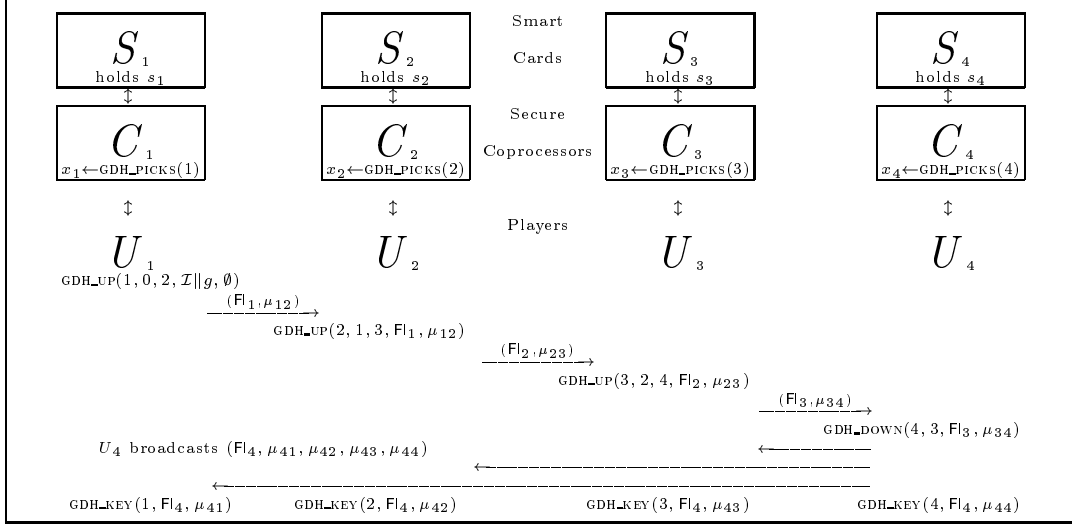 Smart
S1 S2 S3 S4
Cards
holds s1 holds s2 holds s3 holds s4
↕ ↕ ↕ ↕
Secure
C1 C2 Coprocessors C3 C4
x1←GDH_PICKS(1) x2←GDH_PICKS(2) x3←GDH_PICKS(3) x4←GDH_PICKS(4)
↕ ↕ ↕ ↕
Players
U1 U2 U3 U4
GDH_UP(1, 0, 2, I‖g, ∅)
(Fl1, μ12)
GDH_UP(2, 1, 3, Fl1, μ12)
(Fl2, μ23)
GDH_UP(3, 2, 4, Fl2, μ23)
(Fl3, μ34)
GDH_DOWN(4, 3, Fl3, μ34)
U4 broadcasts (Fl4, μ41, μ42, μ43, μ44)
GDH_KEY(1, Fl4, μ41) GDH_KEY(2, Fl4, μ42) GDH_KEY(3, Fl4, μ43) GDH_KEY(4, Fl4, μ44)